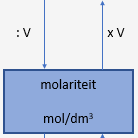 : V
x V
molariteit
mol/dm³